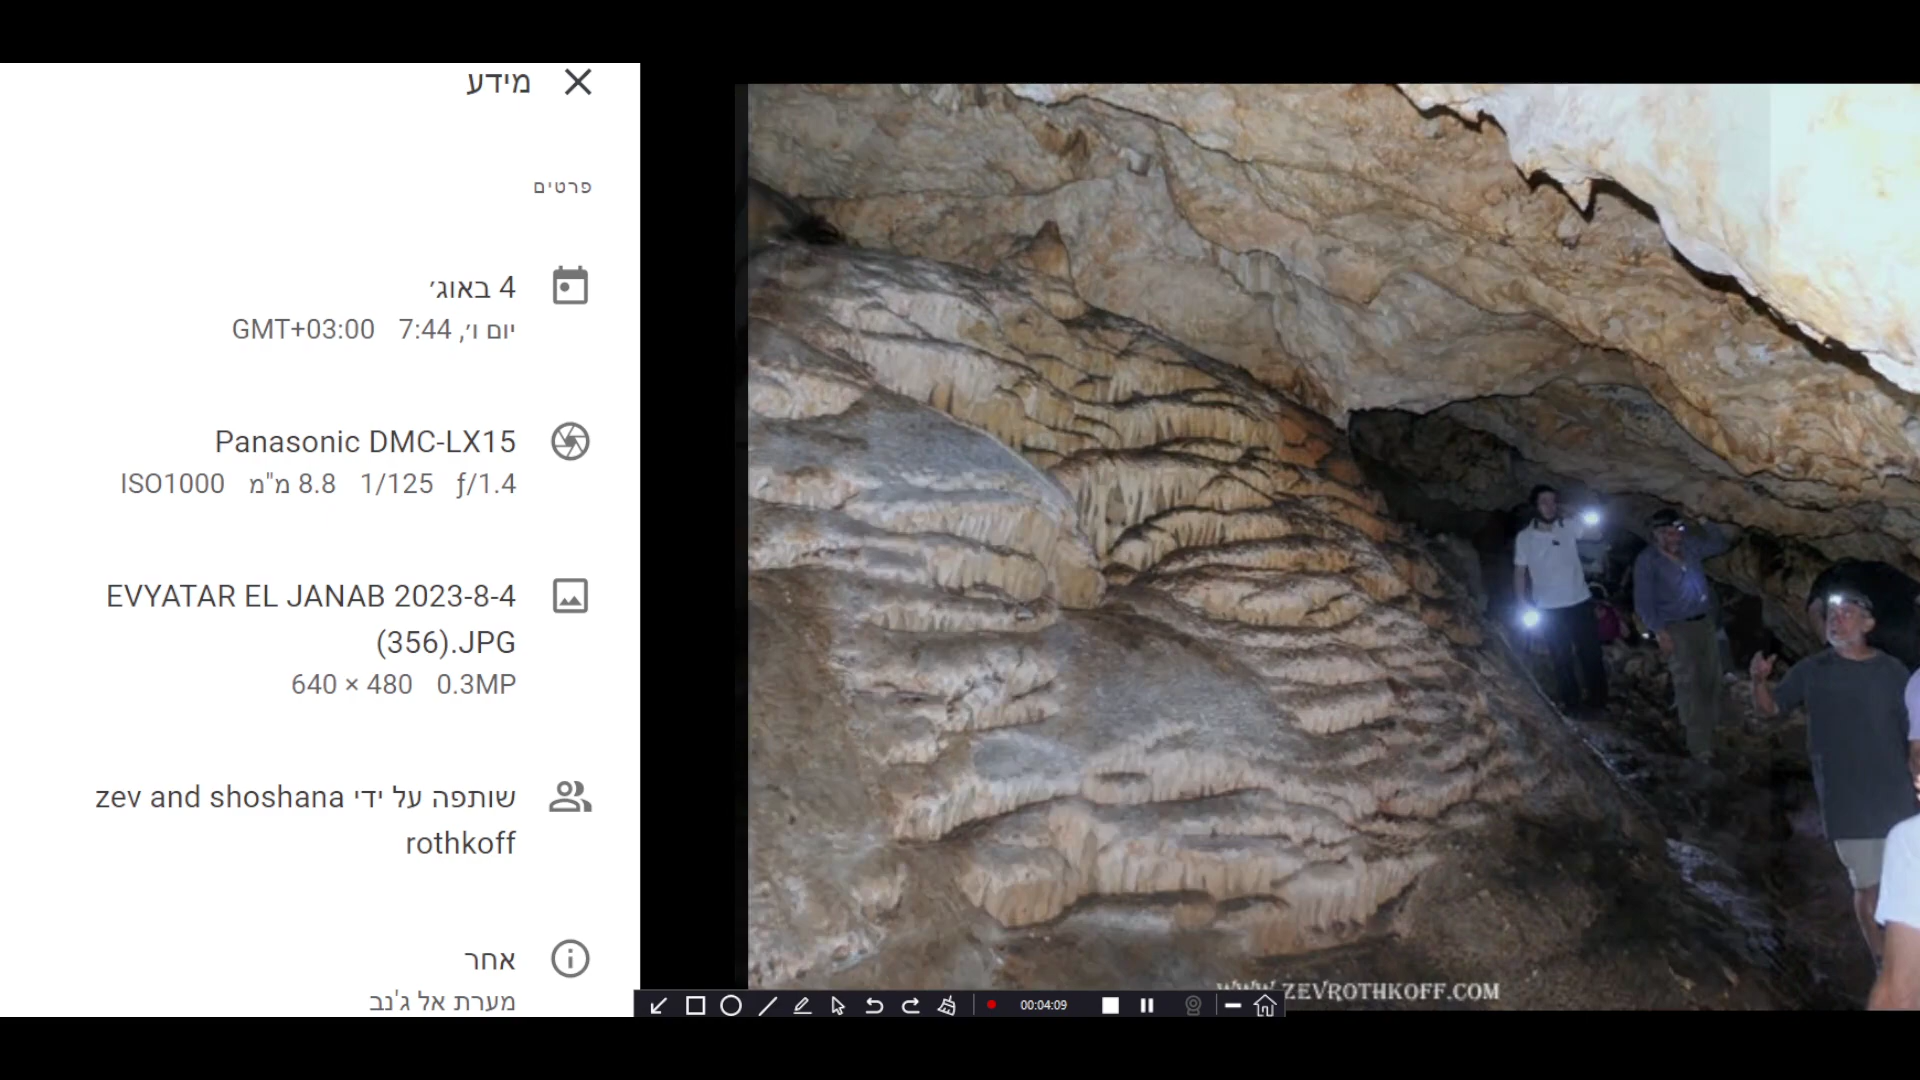 מידע
פרטים
4 באוג׳
יום ו׳, 7:44 GMT+03:00
Panasonic DMC-LX15
ƒ/1.4 1/125 8.8 מ"מ ISO1000
EVYATAR EL JANAB 2023-8-4
(356).JPG
640 × 480 0.3MP
שותפה על ידי zev and shoshana
rothkoff
אחר
מערת אל ג'נב
WWW.ZEVROTHKOFF.COM
00:04:09